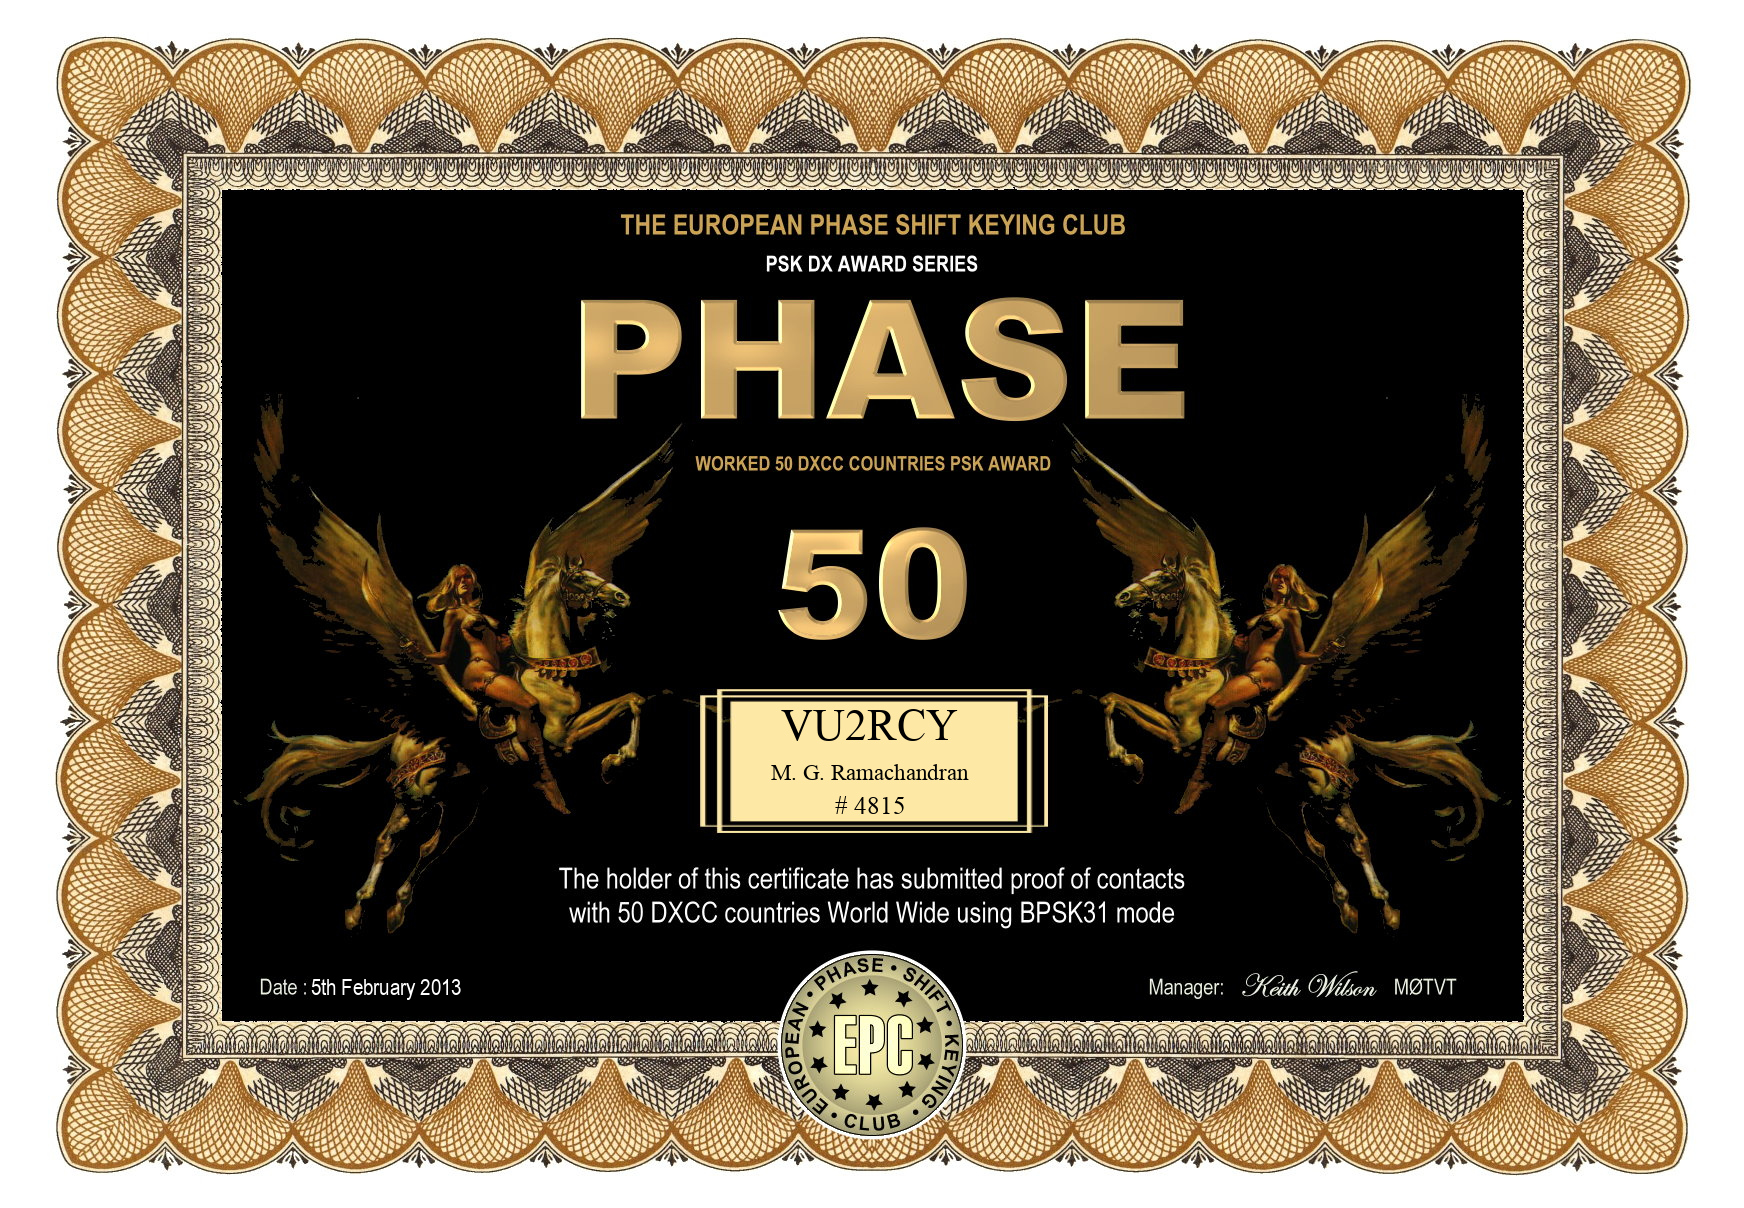 THE EUROPEAN PHASE SHIFT KEYING CLUB
PSK DX AWARD SERIES
PHASE
WORKED 50 DXCC COUNTRIES PSK AWARD
50
VU2RCY
M. G. Ramachandran
# 4815
The holder of this certificate has submitted proof of contacts
with 50 DXCC countries World Wide using BPSK31 mode
Date : 5th February 2013
Manager: Keith Wilson MØTVT
EUROPEAN • PHASE • SHIFT • KEYING • CLUB •
EPC